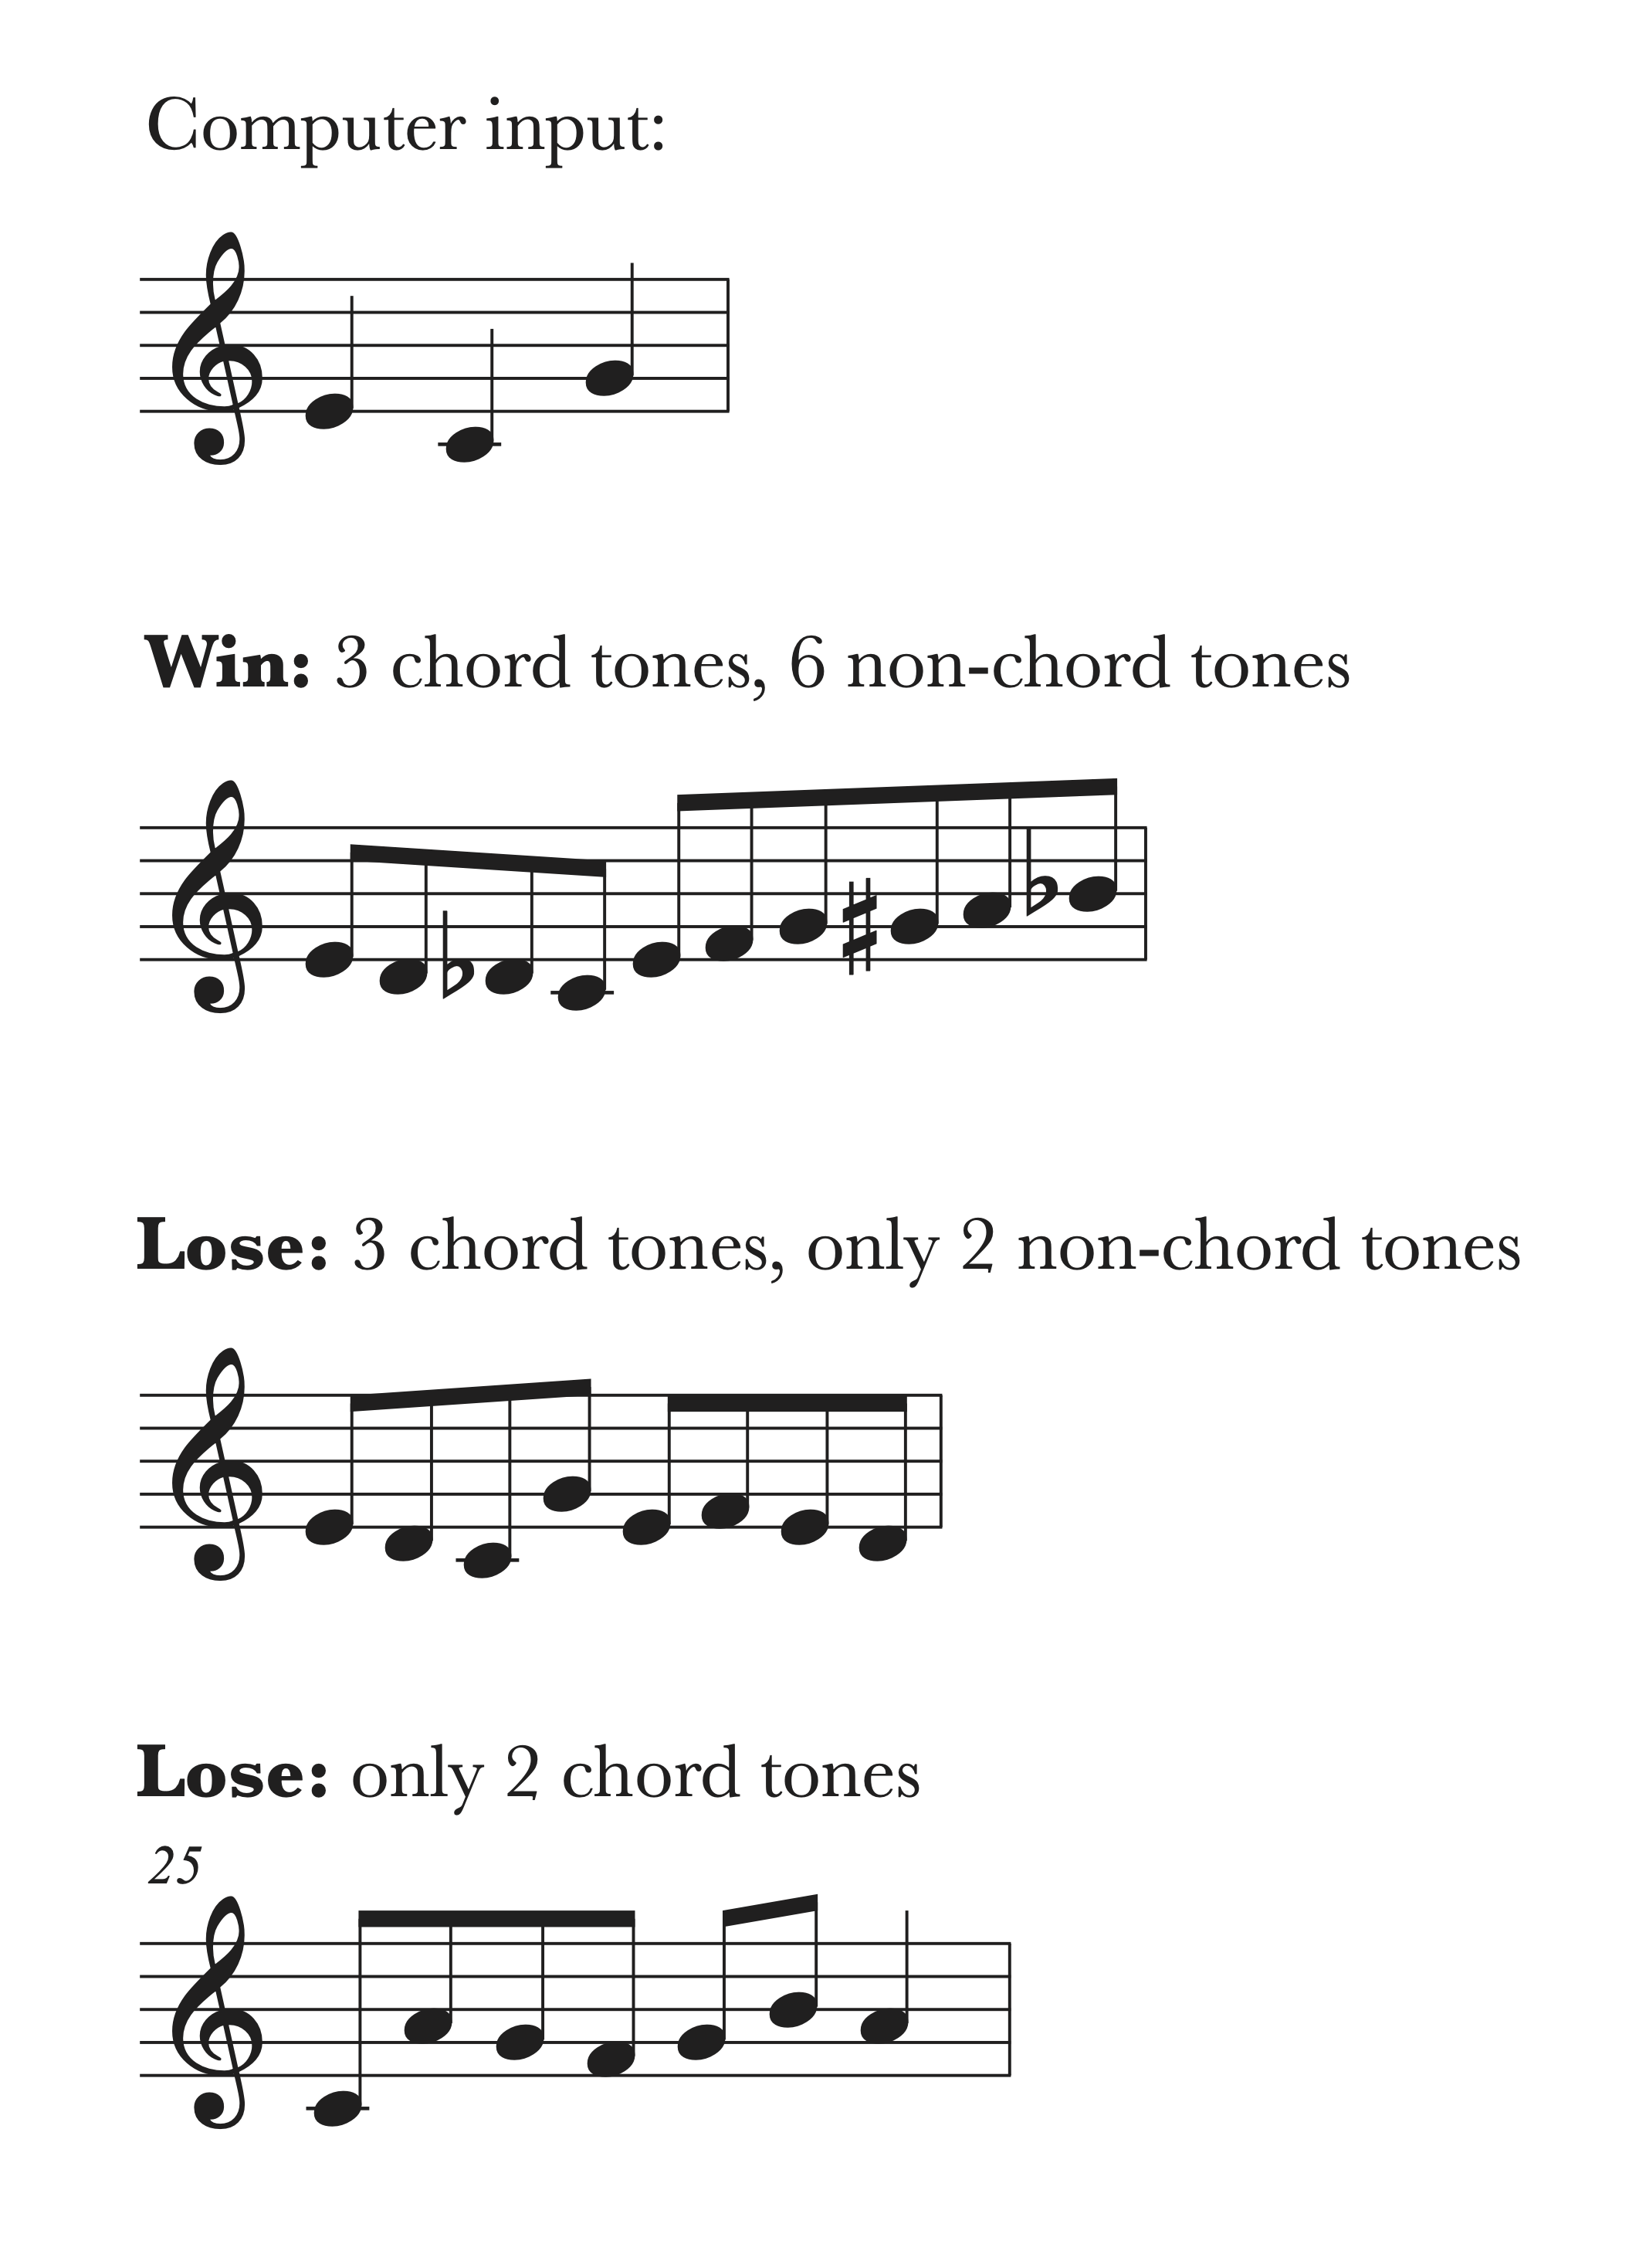 Computer input:
Win: 3 chord tones, 6 non-chord tones
Lose: 3 chord tones, only 2 non-chord tones
Lose: only 2 chord tones
25